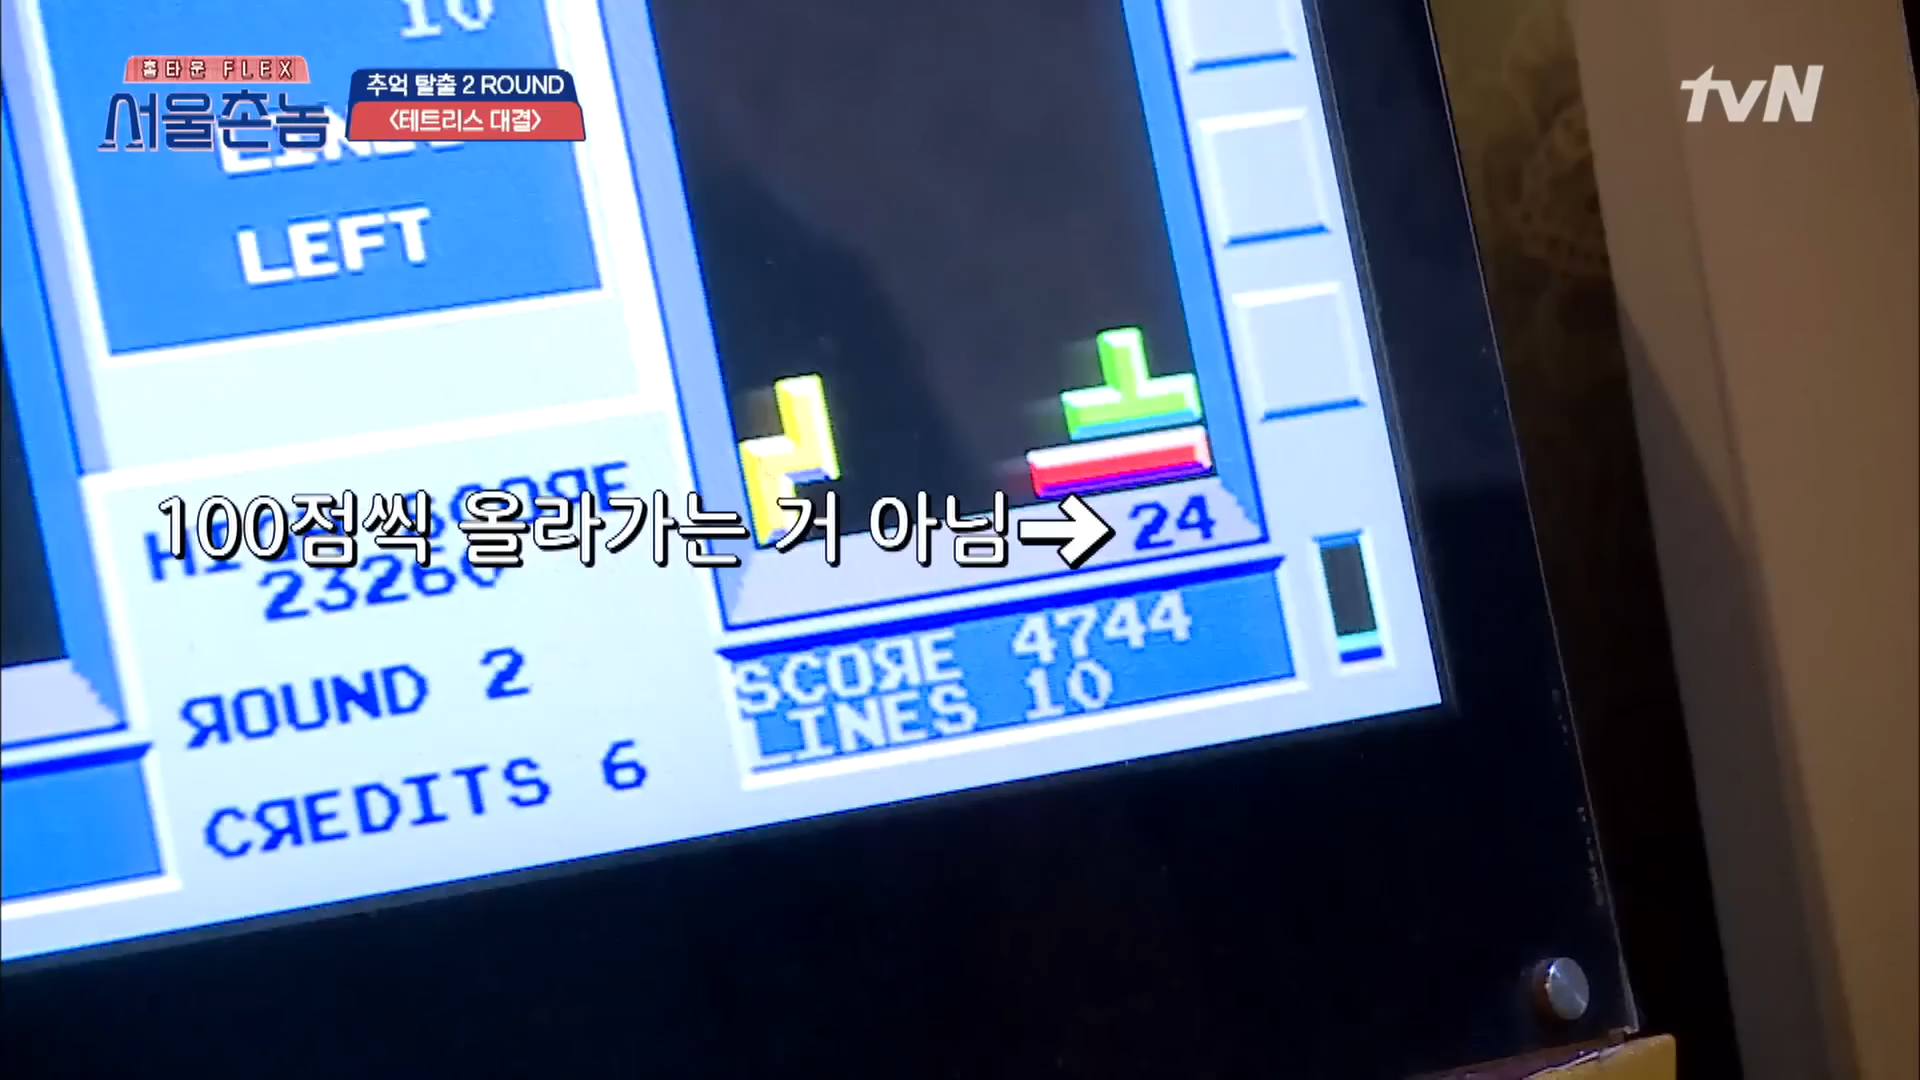 10
홈타운 FLEX
서울촌놈
추억 탈출 2 ROUND
<테트리스 대결>
tvN
LEFT
100점씩 올라가는 거 아님→ 24
23260
ROUND 2
CREDITS 6
SCORE 4744
LINES 10